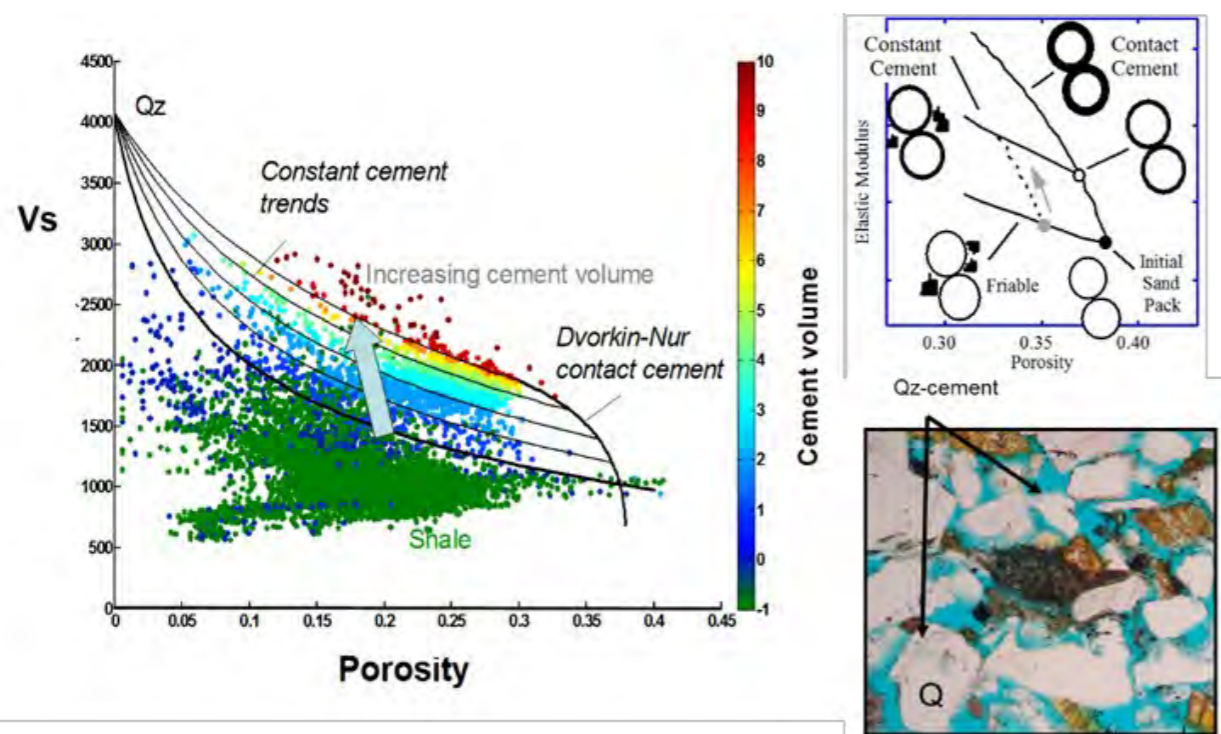 4500
4000
3500
3000
2500
2000
1500
1000
500
0
Vs
Qz
Constant cement
trends
Increasing cement volume
Dvorkin-Nur
contact cement
Shale
0
0.05
0.1
0.15
0.2
0.25
0.3
0.35
0.4
0.45
Porosity
10
9
8
7
6
5
4
3
2
1
0
-1
Cement volume
Constant
Cement
Contact
Cement
Elastic Modulus
Friable
Initial
Sand
Pack
0.30
0.35
0.40
Porosity
Qz-cement
Q